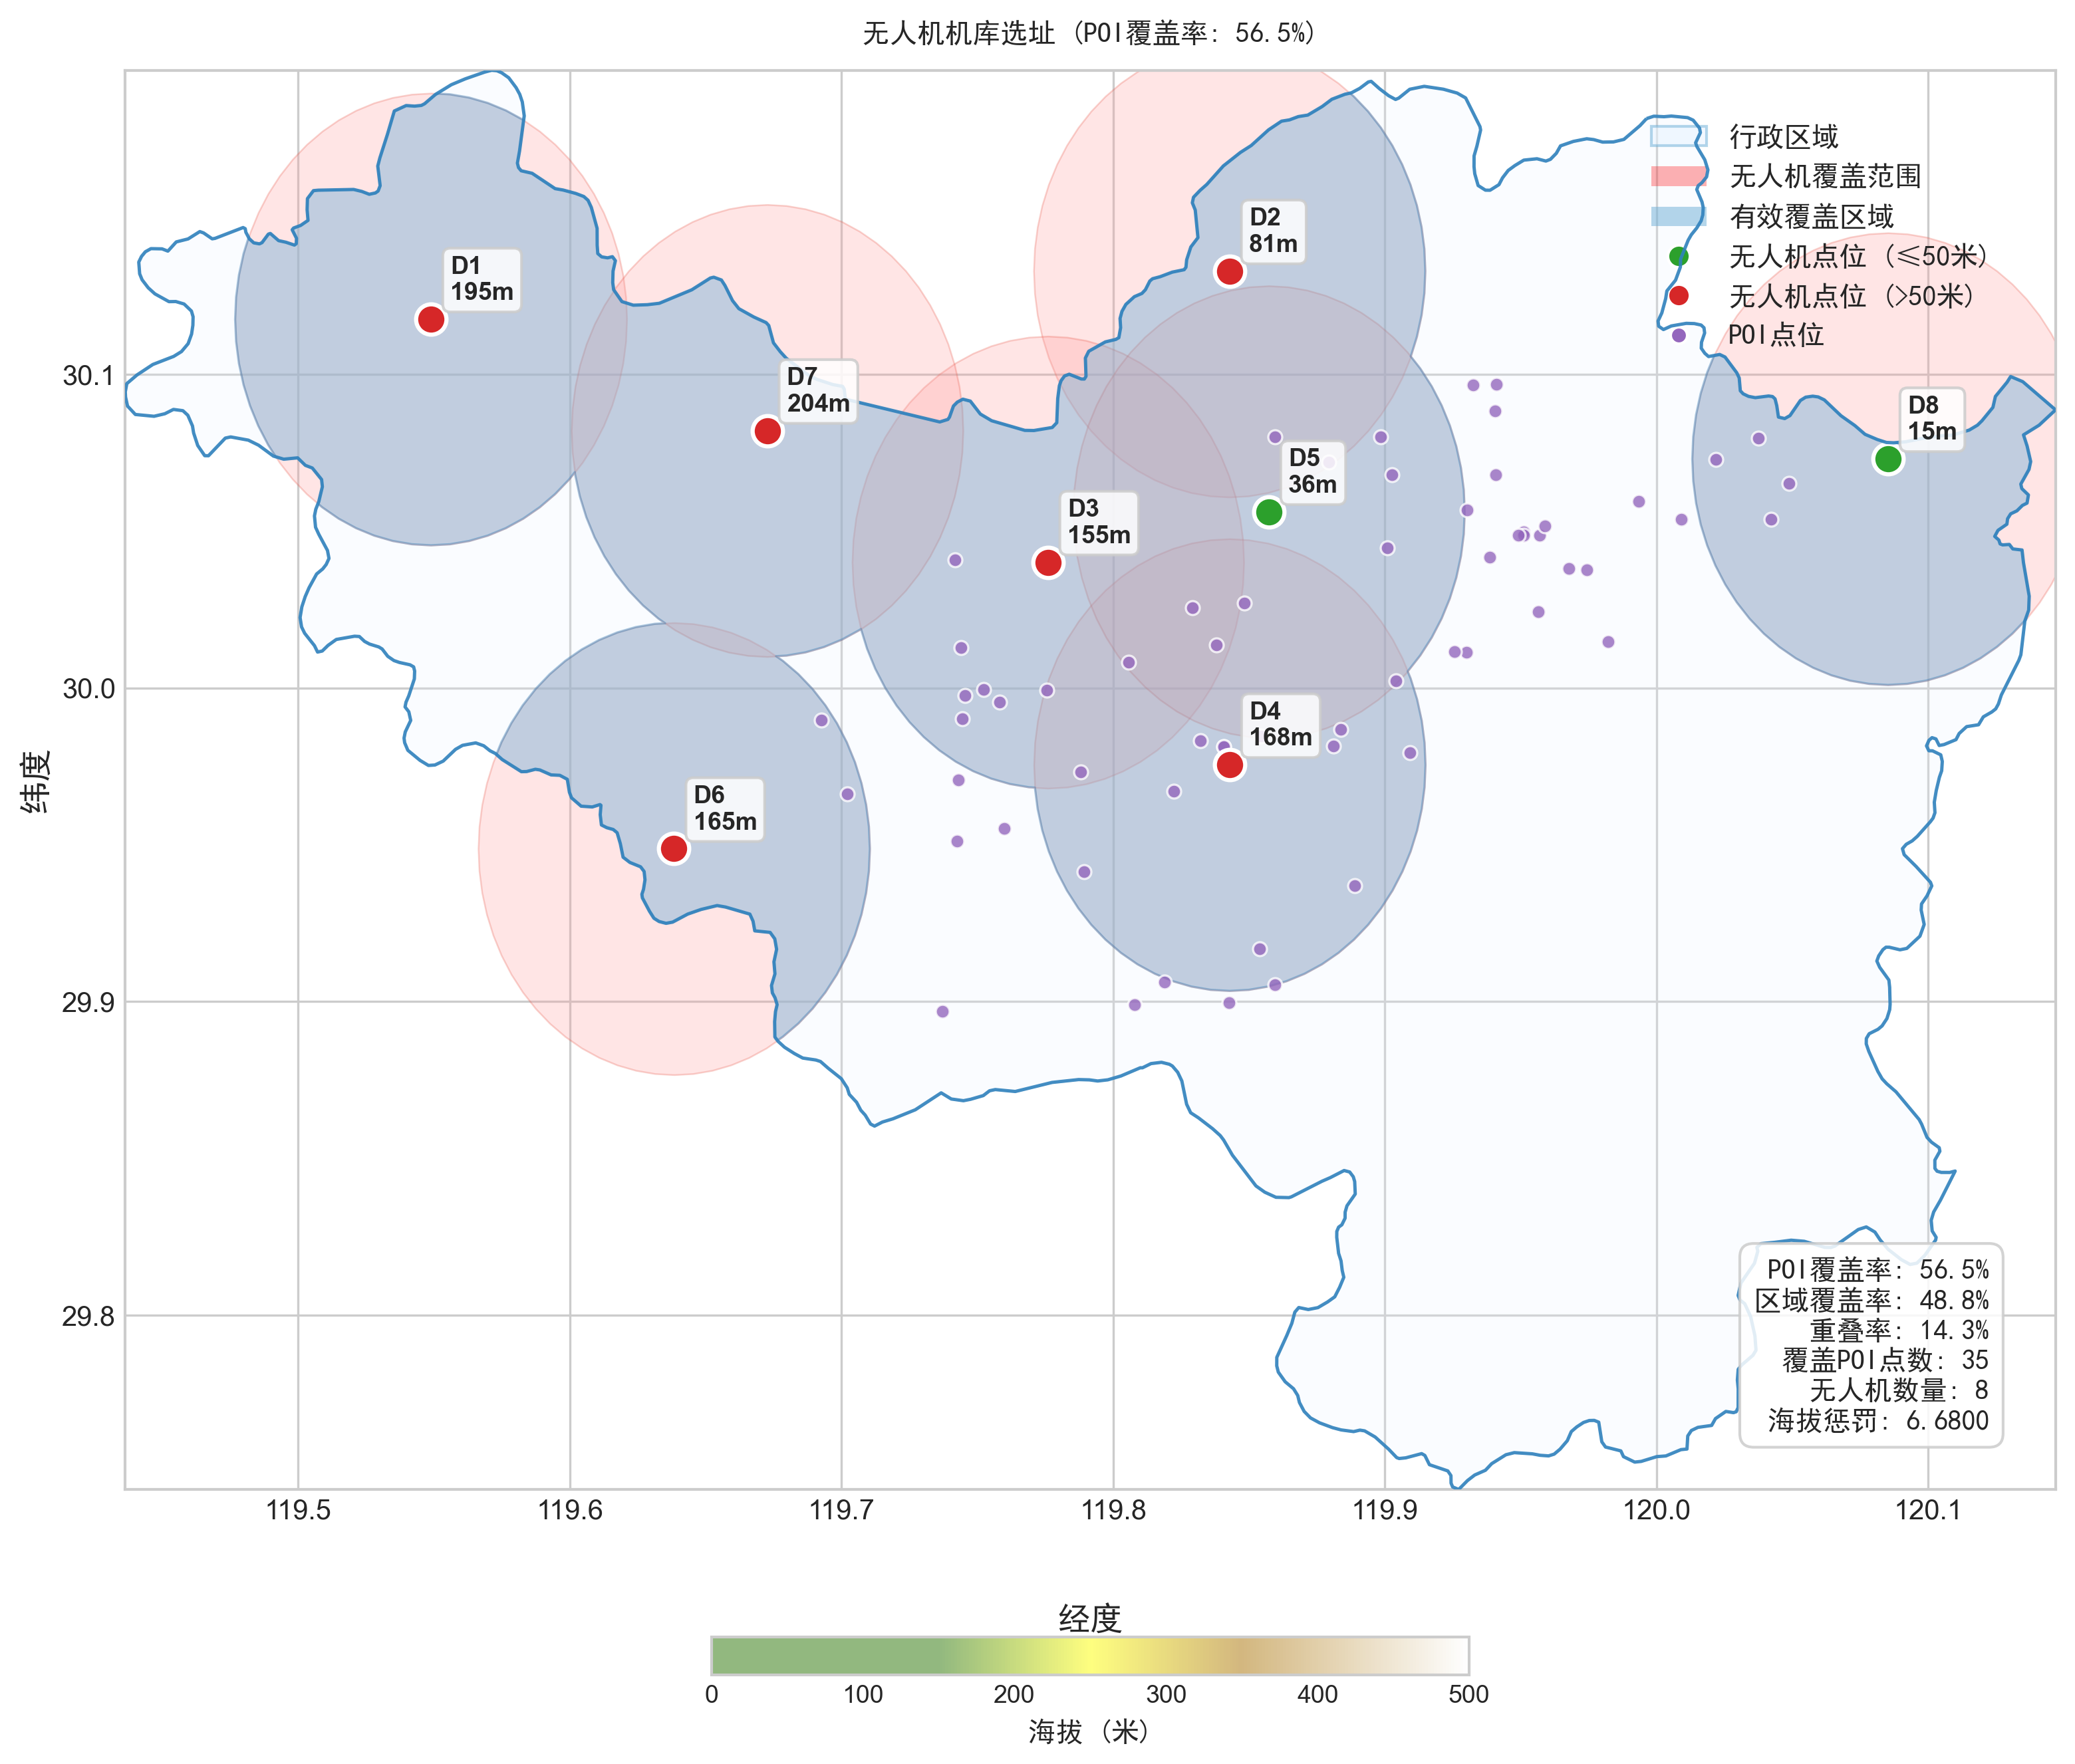 无人机机库选址 (POI覆盖率: 56.5%)
行政区域
无人机覆盖范围
有效覆盖区域
无人机点位 (≤50米)
无人机点位 (>50米)
POI点位
D1
195m
D2
81m
D7
204m
D8
15m
D5
36m
D3
155m
D4
168m
D6
165m
30.1
30.0
29.9
29.8
纬度
POI覆盖率: 56.5%
区域覆盖率: 48.8%
重叠率: 14.3%
覆盖POI点数: 35
无人机数量: 8
海拔惩罚: 6.6800
119.5 119.6 119.7 119.8 119.9 120.0 120.1
经度
0 100 200 300 400 500
海拔 (米)